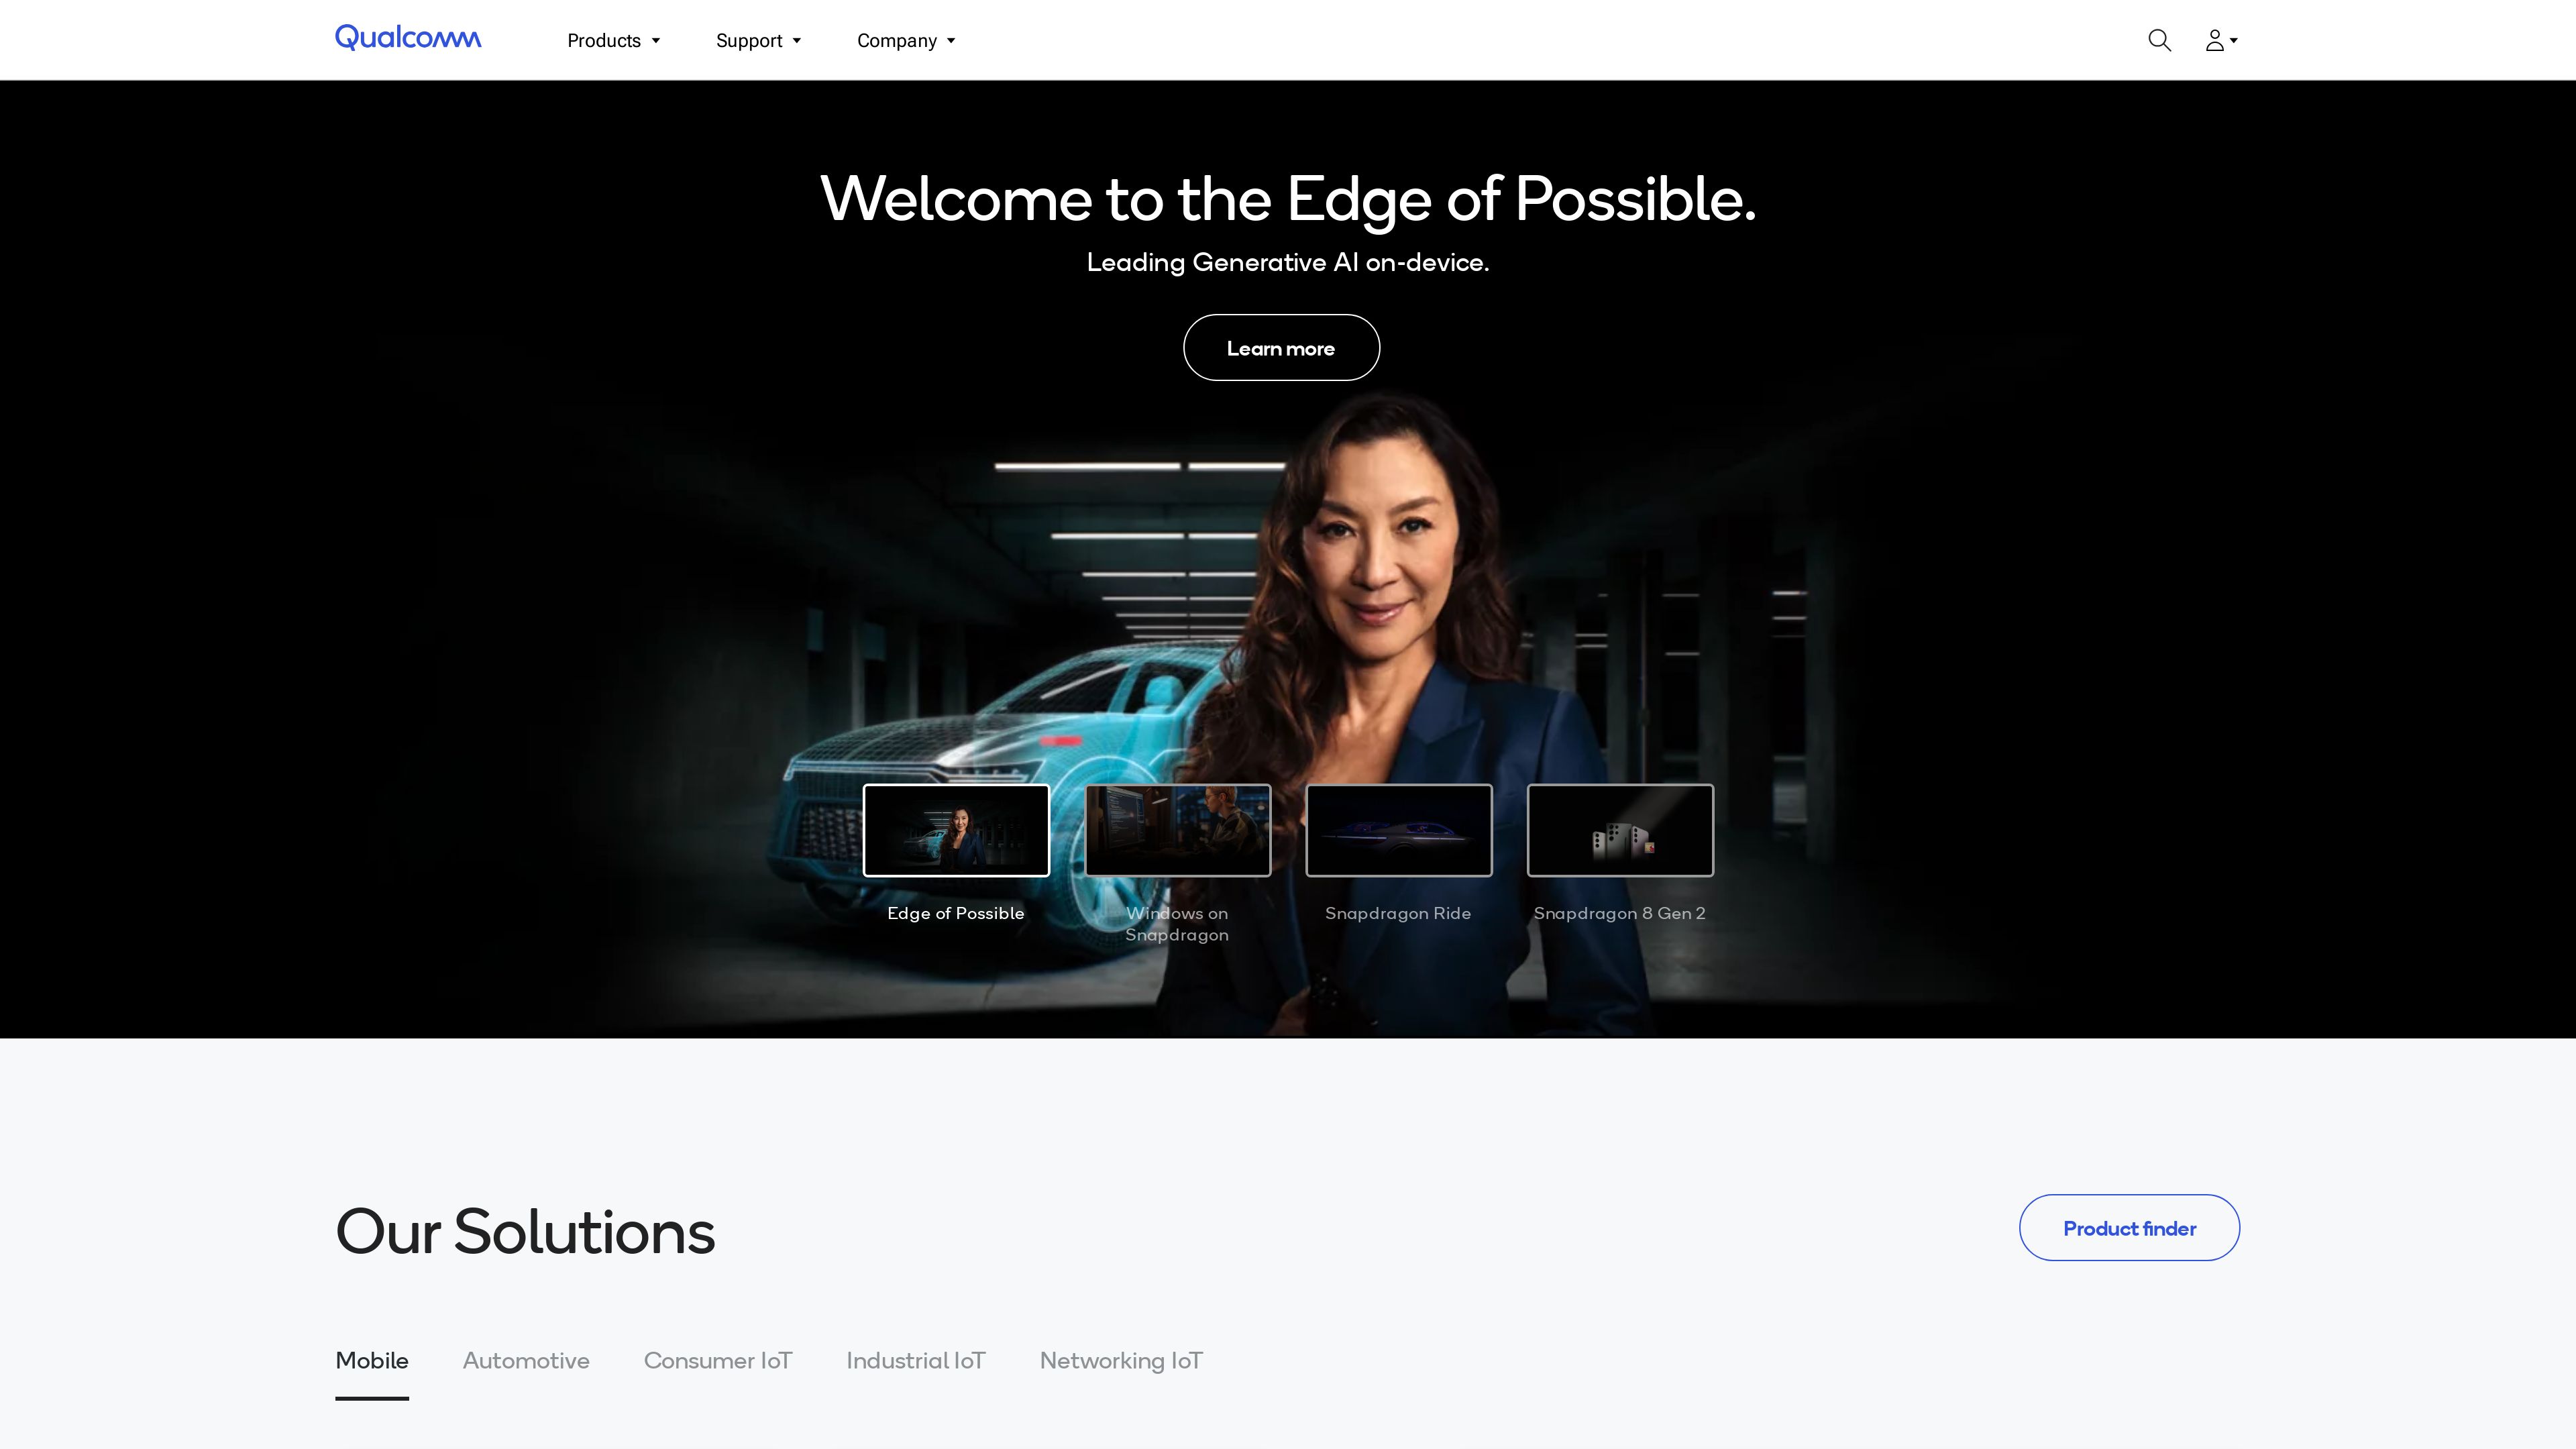 Qualcomm
Products
Support
Company
Welcome to the Edge of Possible.
Leading Generative AI on-device.
Learn more
Edge of Possible
Windows on
Snapdragon
Snapdragon Ride
Snapdragon 8 Gen 2
Our Solutions
Product finder
Mobile
Automotive
Consumer IoT
Industrial IoT
Networking IoT